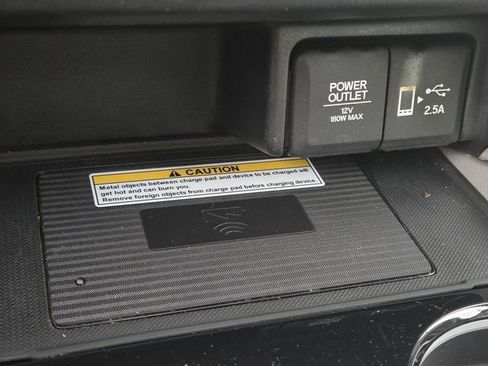 POWER
OUTLET
12V
180W MAX
2.5A
CAUTION
Metal objects between charge pad and device to be charged will
get hot and can burn you.
Remove foreign objects from charge pad before charging device.